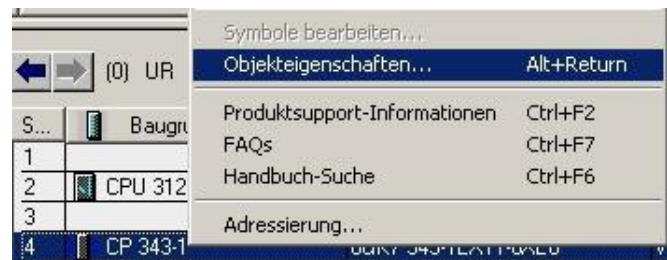 Symbole bearbeiten...
Objekteigenschaften... Alt+Return
(0) UR
Produktsupport-Informationen Ctrl+F2
S... Baugru
FAQs Ctrl+F7
1
Handbuch-Suche Ctrl+F6
2 CPU 312
3
Adressierung...
4 CP 343-1